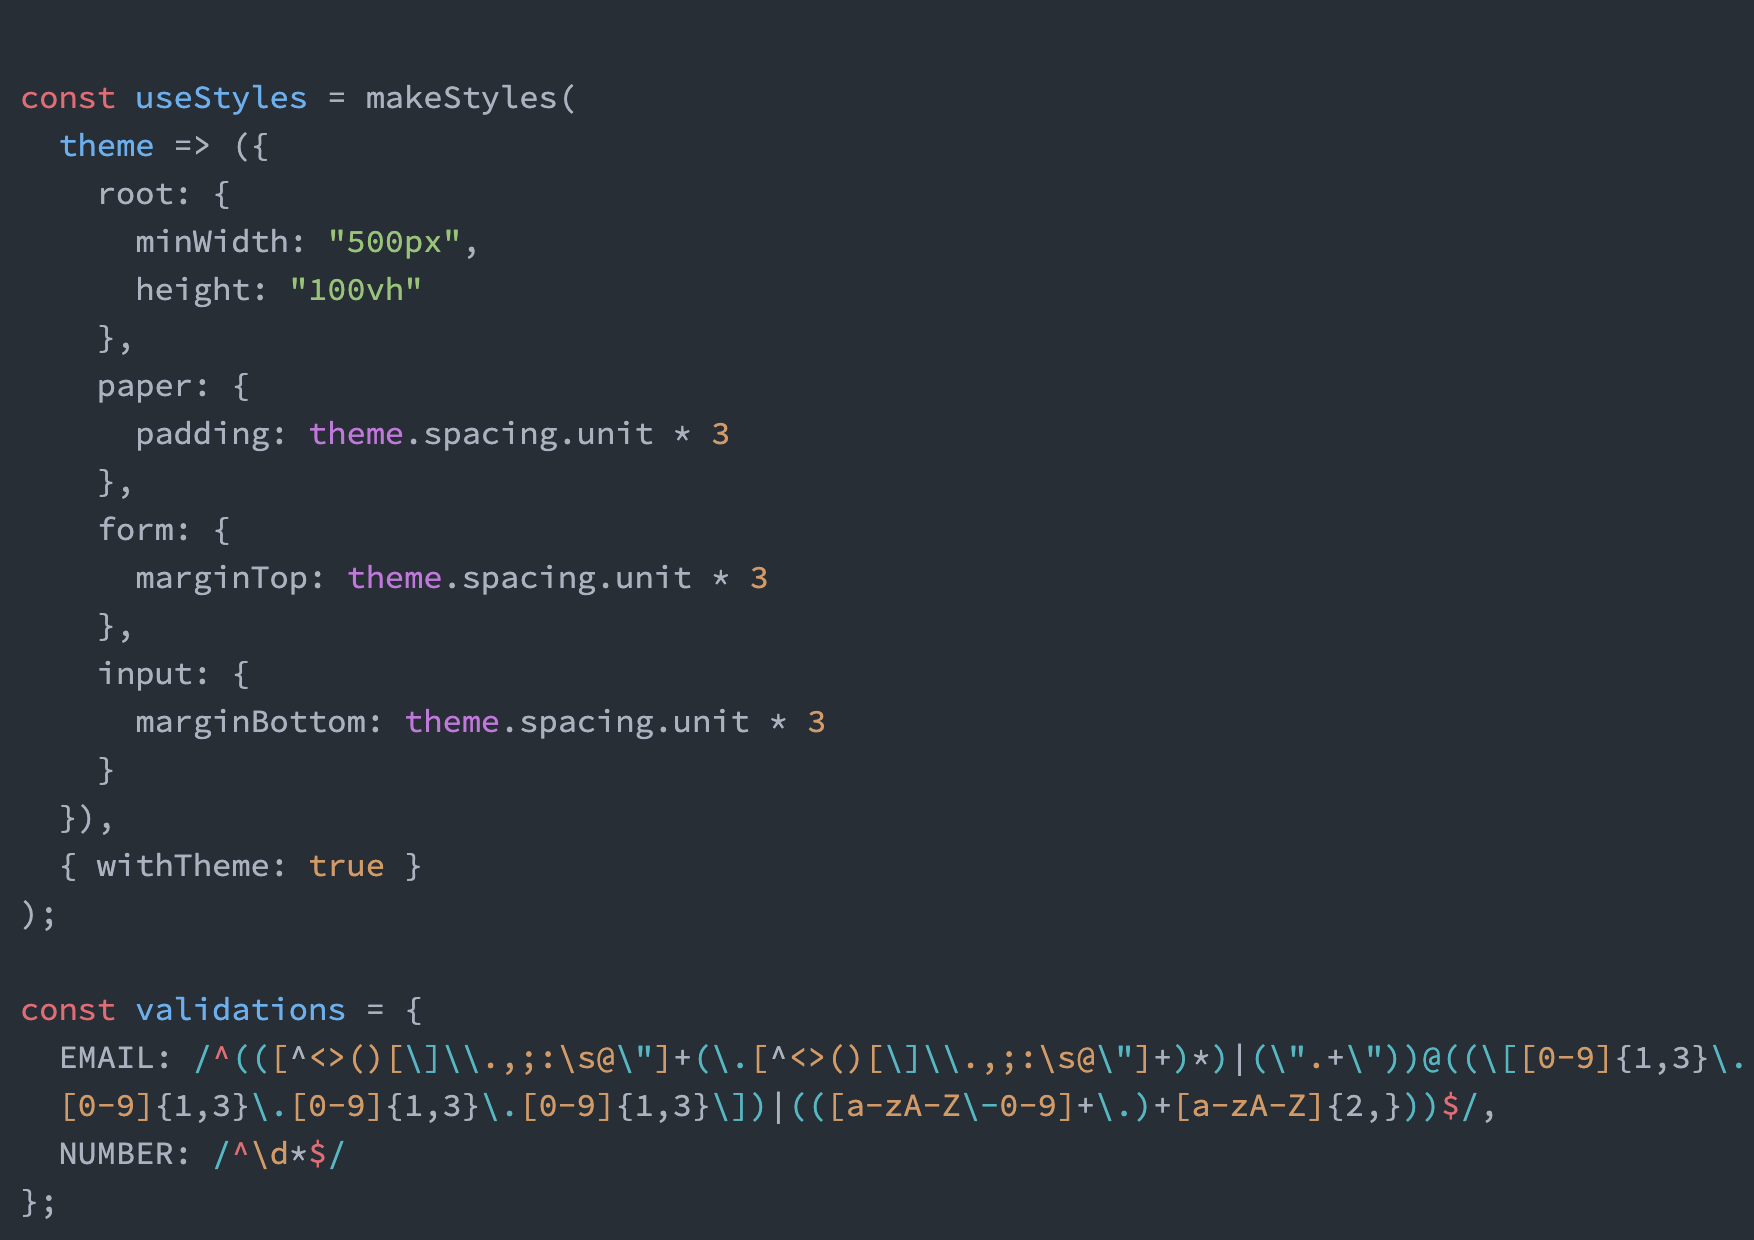 const useStyles = makeStyles(
  theme => ({
    root: {
      minWidth: "500px",
      height: "100vh"
    },
    paper: {
      padding: theme.spacing.unit * 3
    },
    form: {
      marginTop: theme.spacing.unit * 3
    },
    input: {
      marginBottom: theme.spacing.unit * 3
    }
  }),
  { withTheme: true }
);

const validations = {
  EMAIL: /^(([^<>()[\]\\.,;:\s@\"]+(\.[^<>()[\]\\.,;:\s@\"]+)*)|(\".+\"))@((\[[0-9]{1,3}\.
  [0-9]{1,3}\.[0-9]{1,3}\.[0-9]{1,3}\])|(([a-zA-Z\-0-9]+\.)+[a-zA-Z]{2,}))$/,
  NUMBER: /^\d*$/
};